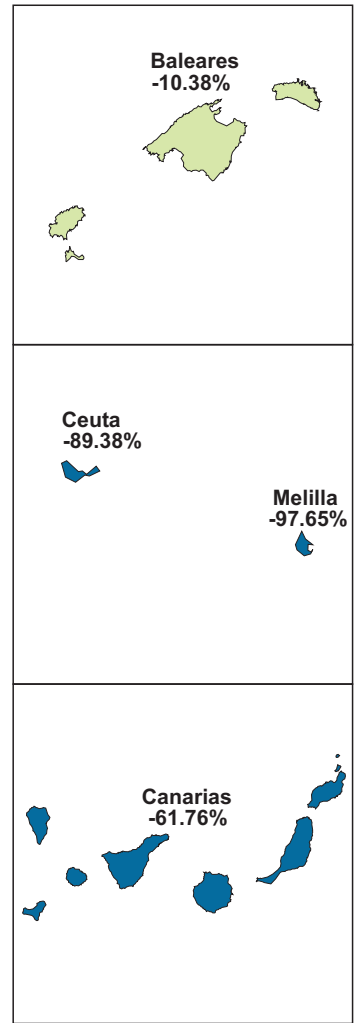 Baleares
-10.38%
Ceuta
-89.38%
Melilla
-97.65%
Canarias
-61.76%